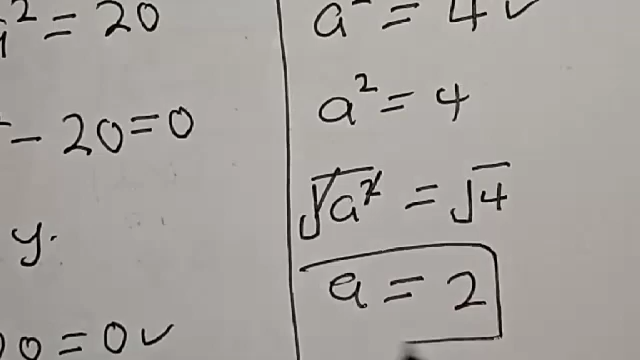 ² = 20
- 20 = 0
y.
0 = 0 ✓
a² = 4 ✓
a² = 4
√a² = √4
a = 2